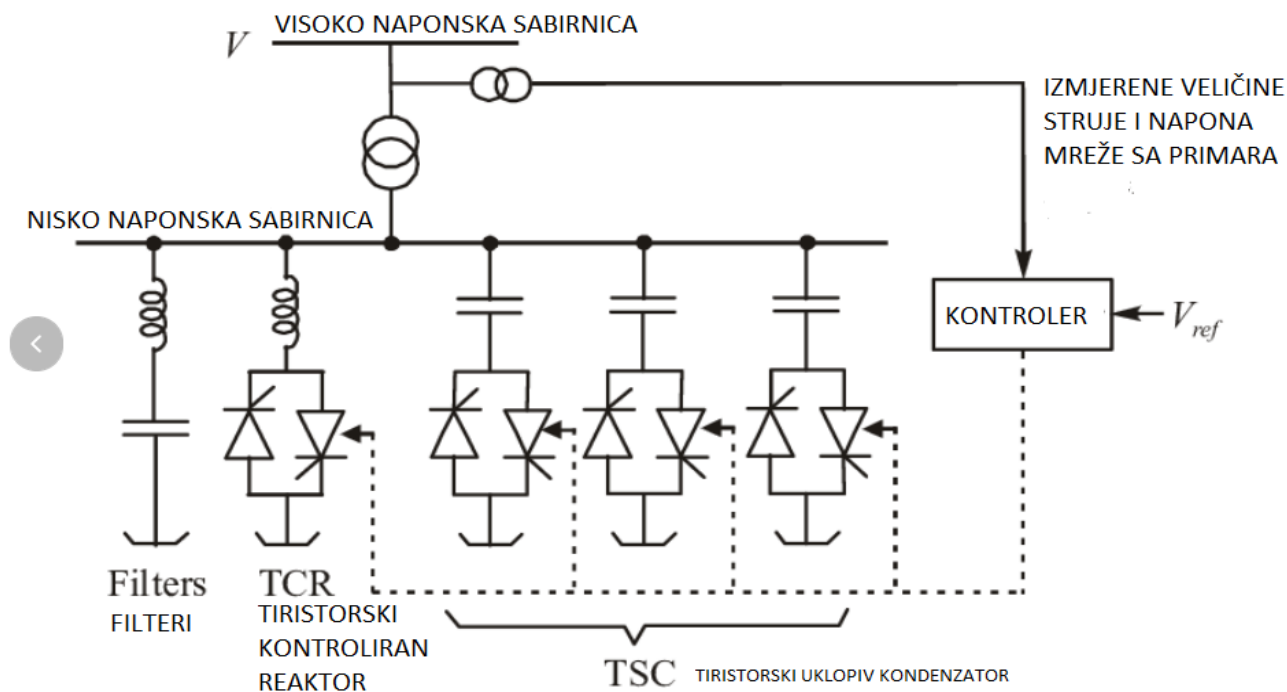 VISOKO NAPONSKA SABIRNICA
V
IZMJERENE VELIČINE
STRUJE I NAPONA
MREŽE SA PRIMARA
NISKO NAPONSKA SABIRNICA
KONTROLER
Vref
Filters
TCR
FILTERI
TIRISTORSKI
KONTROLIRAN
REAKTOR
TSC
TIRISTORSKI UKLOPIV KONDENZATOR